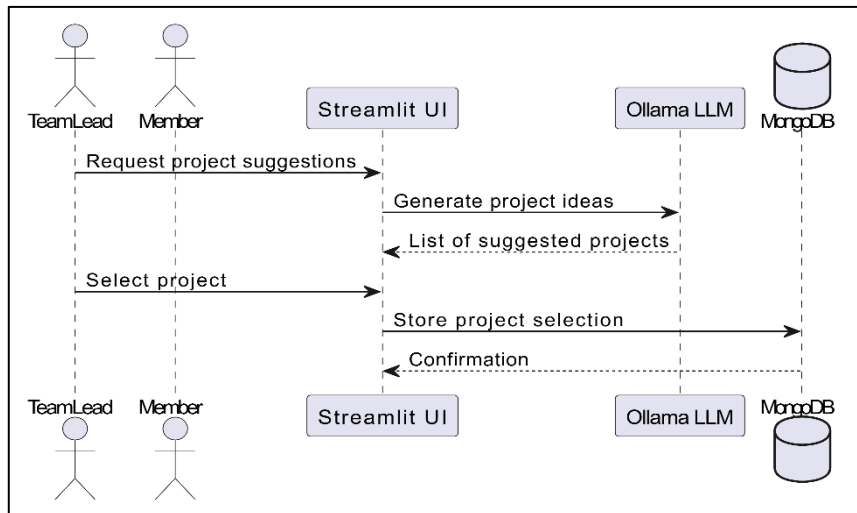 Streamlit UI
Ollama LLM
TeamLead
Member
MongoDB
Request project suggestions
Generate project ideas
List of suggested projects
Select project
Store project selection
Confirmation
TeamLead
Member
Streamlit UI
Ollama LLM
MongoDB